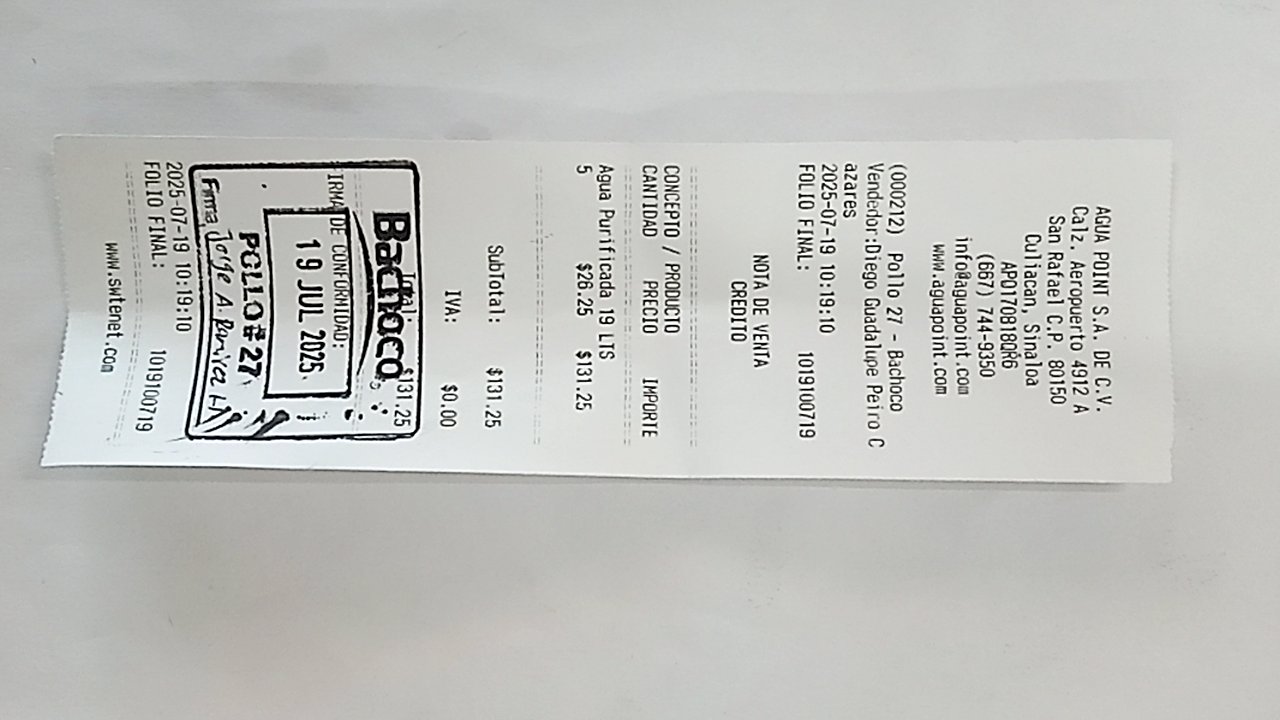 AGUA POINT S.A. DE C.V.
Calz. Aeropuerto 4912 A
San Rafael C.P. 80150
Culiacan, Sinaloa
APO170818QR6
(667) 744-9350
info@aguapoint.com
www.aguapoint.com
(000212) Pollo 27 - Bachoco
Vendedor:Diego Guadalupe Peiro C
azares
2025-07-19 10:19:10
FOLIO FINAL: 1019100719
NOTA DE VENTA
CREDITO
CONCEPTO / PRODUCTO
CANTIDAD PRECIO IMPORTE
Agua Purificada 19 LTS
5 $26.25 $131.25
SubTotal: $131.25
IVA: $0.00
Total: $131.25
Bachoco
FIRMA DE CONFORMIDAD:
19 JUL 2025
POLLO # 27
Firma Jorge A.
2025-07-19 10:19:10
FOLIO FINAL: 1019100719
www.swtenet.com